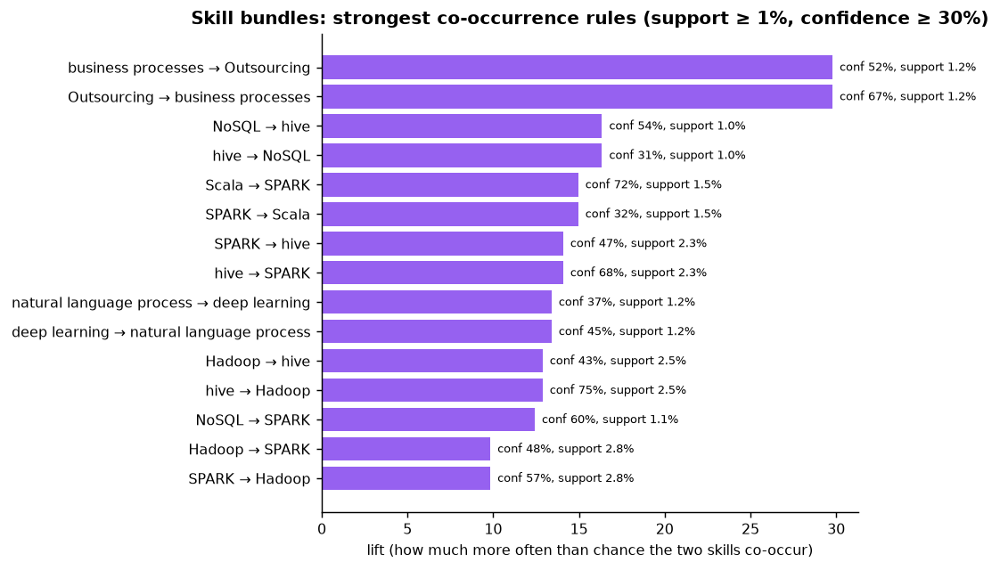 Skill bundles: strongest co-occurrence rules (support ≥ 1%, confidence ≥ 30%)
business processes → Outsourcing conf 52%, support 1.2%
Outsourcing → business processes conf 67%, support 1.2%
NoSQL → hive conf 54%, support 1.0%
hive → NoSQL conf 31%, support 1.0%
Scala → SPARK conf 72%, support 1.5%
SPARK → Scala conf 32%, support 1.5%
SPARK → hive conf 47%, support 2.3%
hive → SPARK conf 68%, support 2.3%
natural language process → deep learning conf 37%, support 1.2%
deep learning → natural language process conf 45%, support 1.2%
Hadoop → hive conf 43%, support 2.5%
hive → Hadoop conf 75%, support 2.5%
NoSQL → SPARK conf 60%, support 1.1%
Hadoop → SPARK conf 48%, support 2.8%
SPARK → Hadoop conf 57%, support 2.8%
0 5 10 15 20 25 30
lift (how much more often than chance the two skills co-occur)